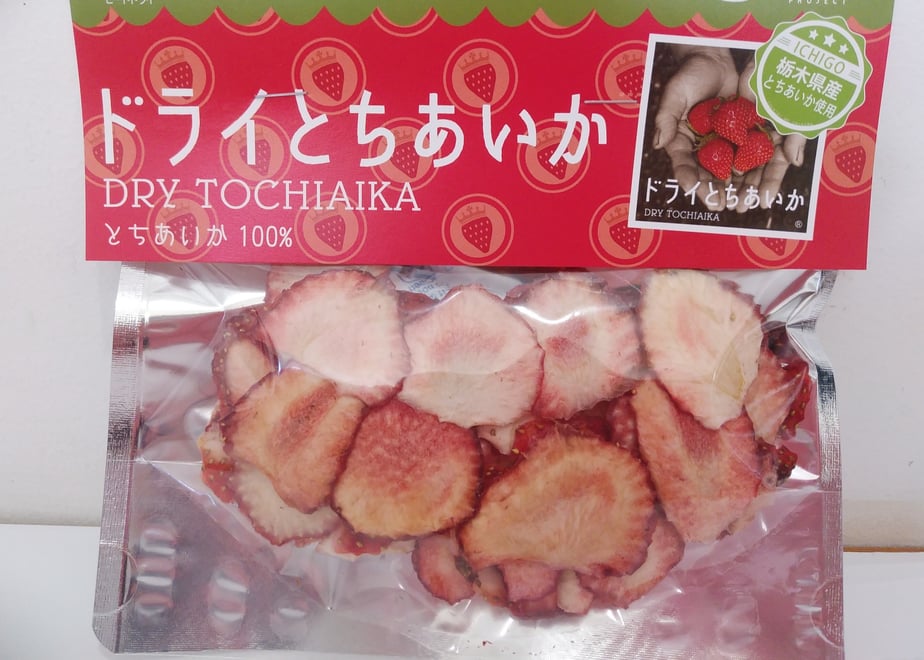 PROJECT
ドライとちあいか
DRY TOCHIAIKA
とちあいか 100%
ICHIGO
栃木県産
とちあいか使用
ドライとちあいか
DRY TOCHIAIKA
®